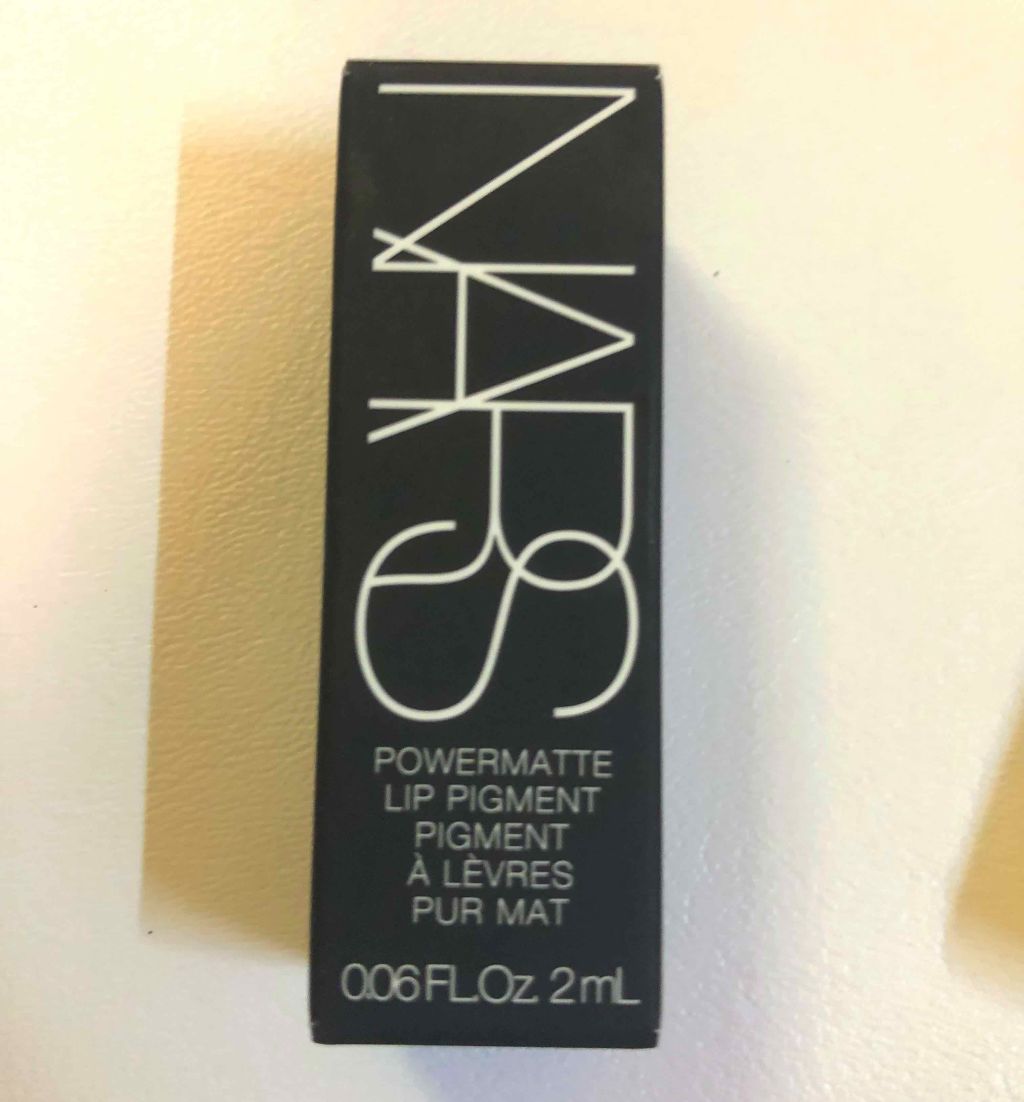 NARS
POWERMATTE
LIP PIGMENT
PIGMENT
À LÈVRES
PUR MAT
0.06 FL.Oz. 2 mL